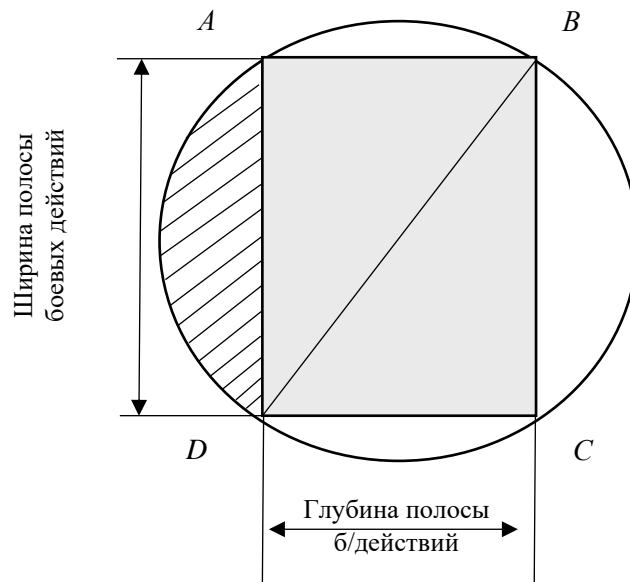 A
B
Ширина полосы
боевых действий
D
C
Глубина полосы
б/действий